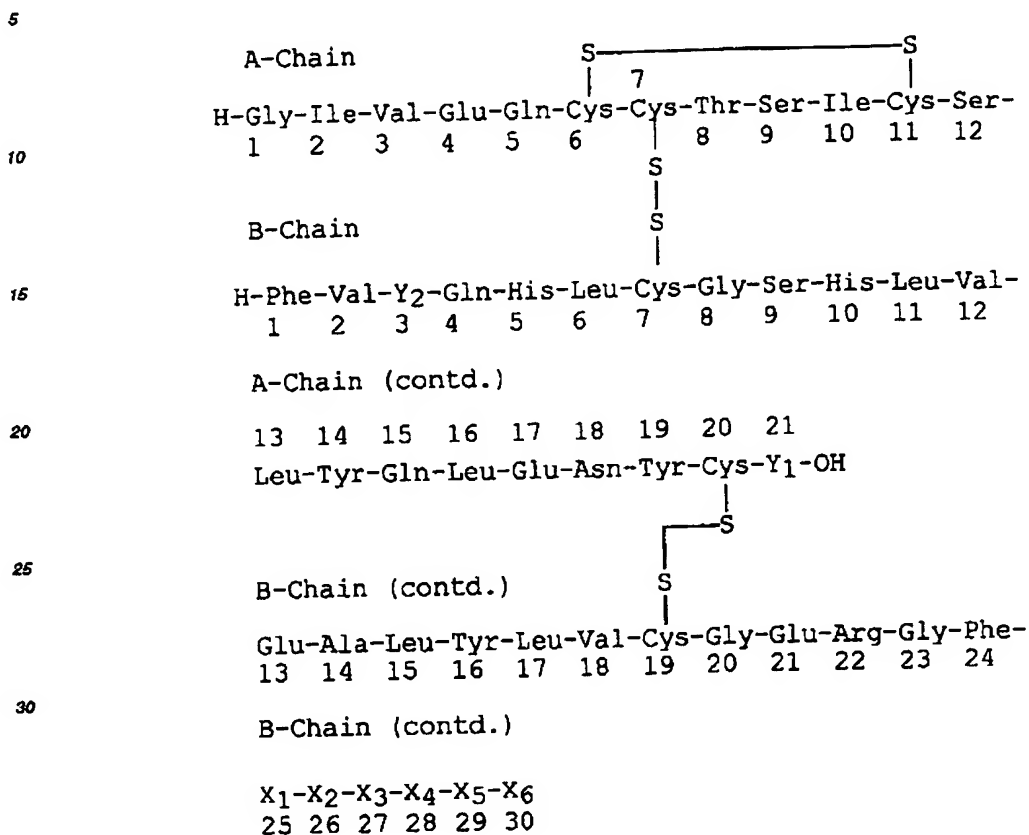 5
A-Chain
S S
7
H-Gly-Ile-Val-Glu-Gln-Cys-Cys-Thr-Ser-Ile-Cys-Ser-
1 2 3 4 5 6 8 9 10 11 12
10
S
S
B-Chain
15
H-Phe-Val-Y2-Gln-His-Leu-Cys-Gly-Ser-His-Leu-Val-
1 2 3 4 5 6 7 8 9 10 11 12
A-Chain (contd.)
20
13 14 15 16 17 18 19 20 21
Leu-Tyr-Gln-Leu-Glu-Asn-Tyr-Cys-Y1-OH
S
25
S
B-Chain (contd.)
Glu-Ala-Leu-Tyr-Leu-Val-Cys-Gly-Glu-Arg-Gly-Phe-
13 14 15 16 17 18 19 20 21 22 23 24
30
B-Chain (contd.)
X1-X2-X3-X4-X5-X6
25 26 27 28 29 30